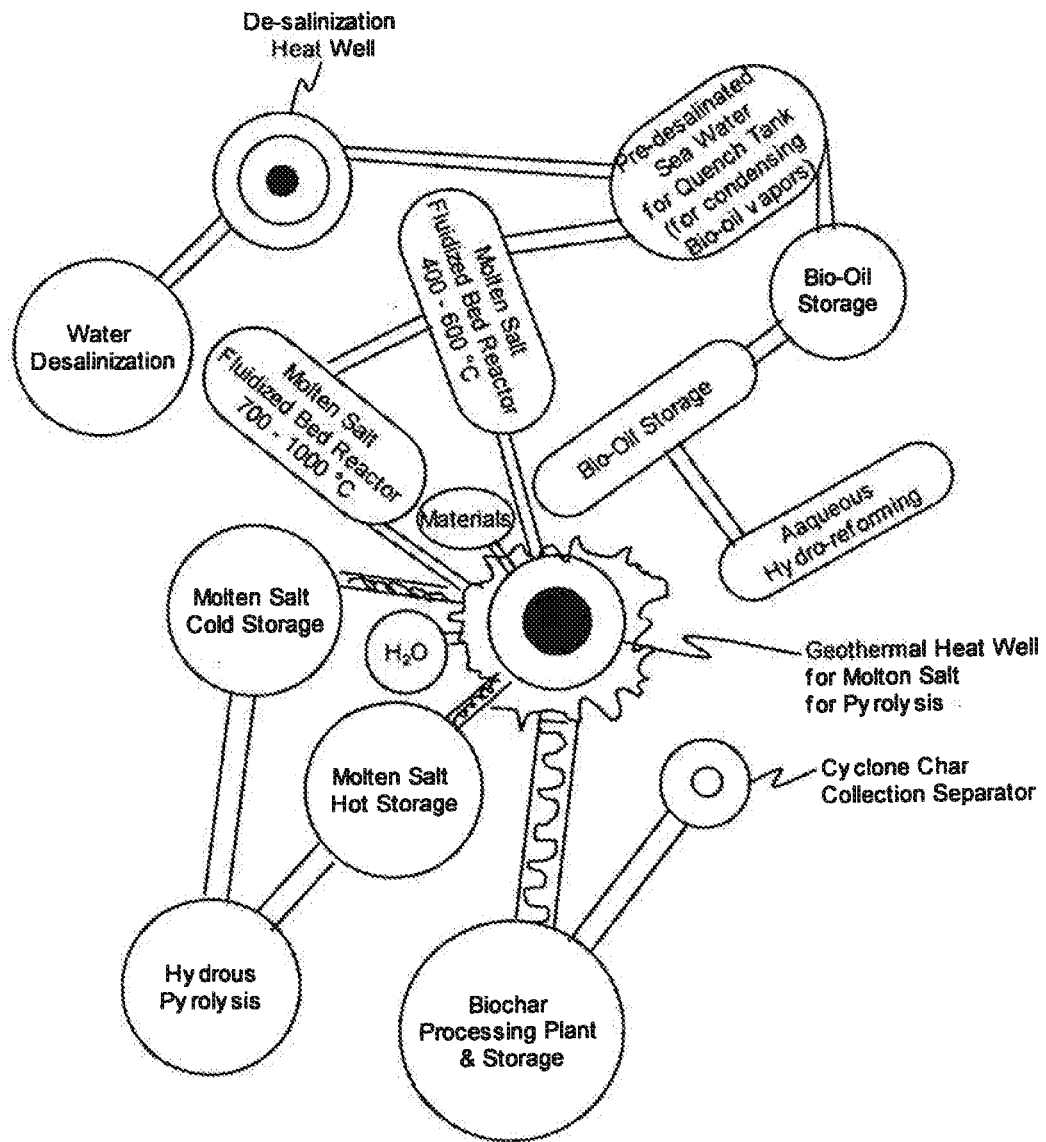 De-salinization
Heat Well
Pre-desalinated
Sea Water
for Quench Tank
(for condensing
Bio-oil vapors)
Molten Salt
Fluidized Bed Reactor
400 - 600 °C
Bio-Oil
Storage
Water
Desalinization
Molten Salt
Fluidized Bed Reactor
700 - 1000 °C
Bio-Oil Storage
Aaqueous
Hydro-reforming
Materials
Molten Salt
Cold Storage
H₂O
Geothermal Heat Well
for Molton Salt
for Pyrolysis
Molten Salt
Hot Storage
Cyclone Char
Collection Separator
Hydrous
Pyrolysis
Biochar
Processing Plant
& Storage